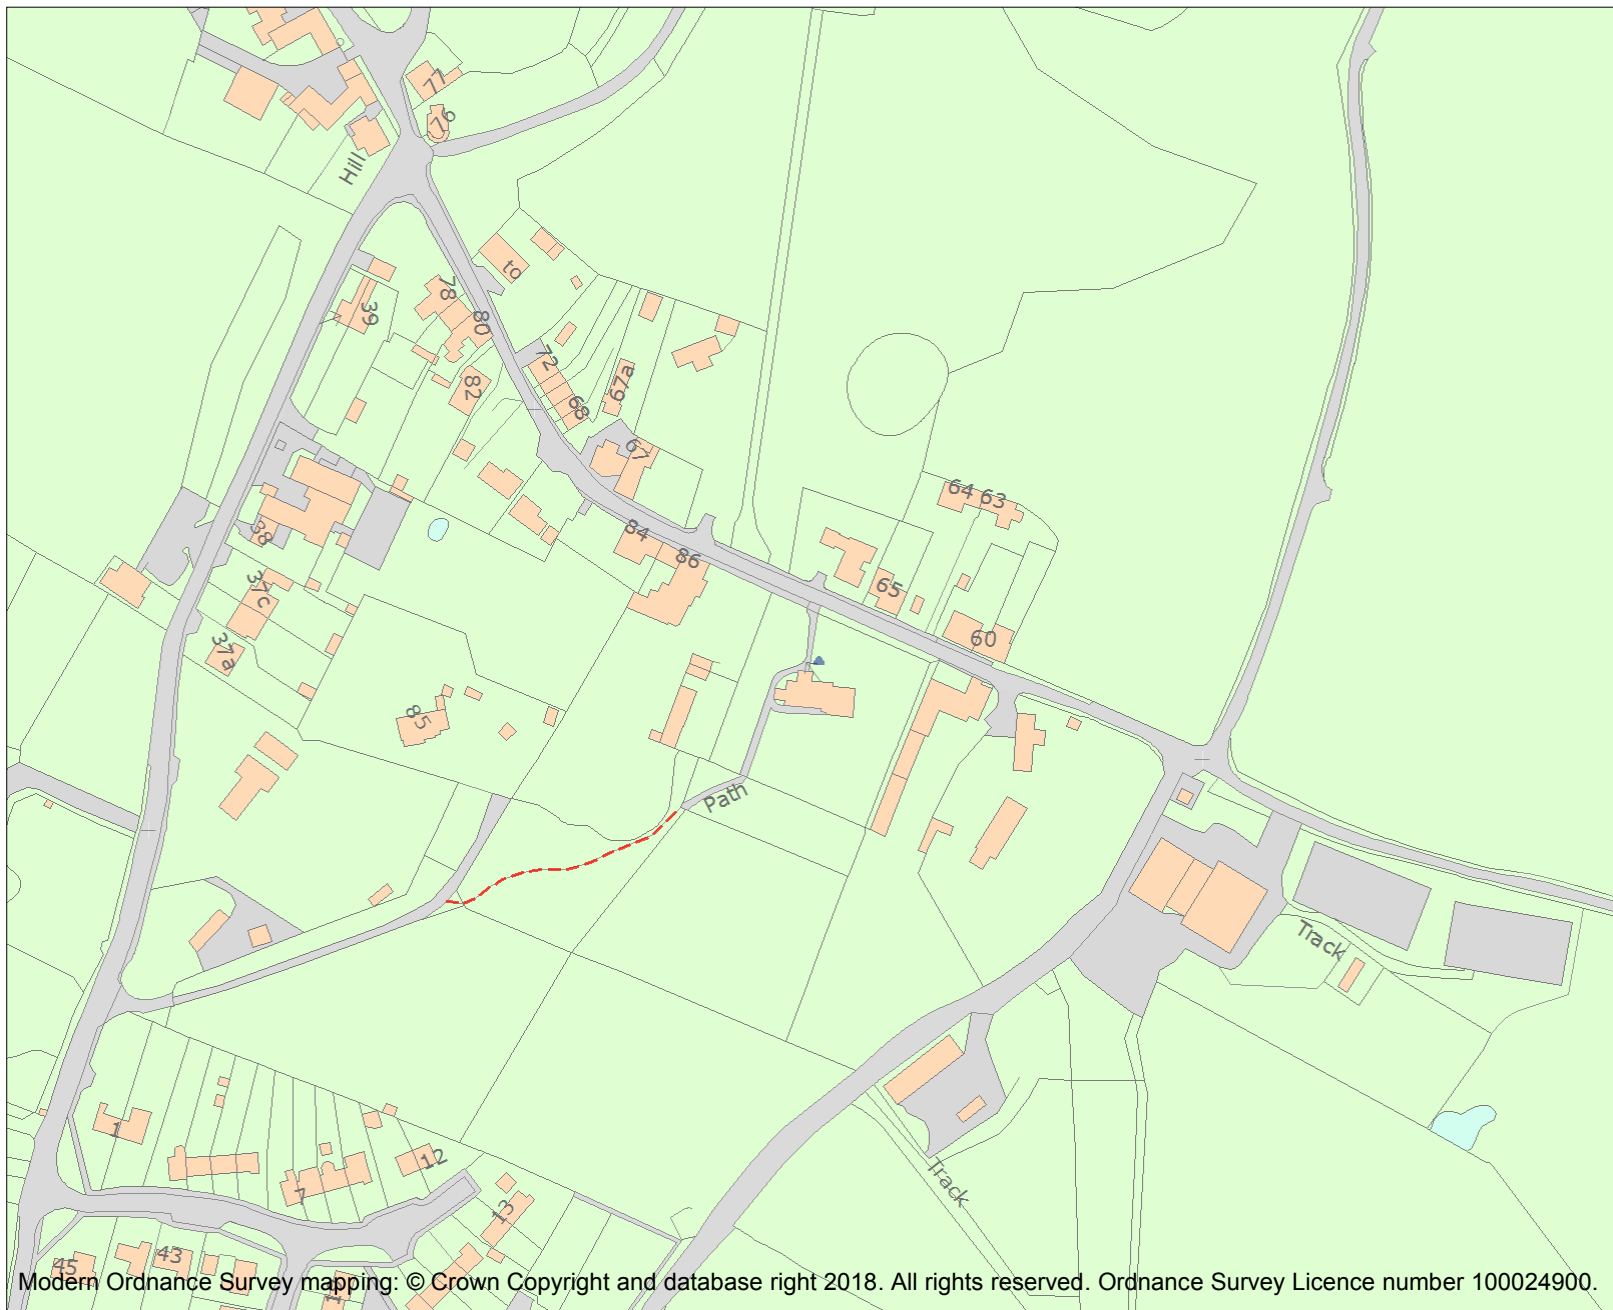 77
76
Hill
to
78
39
80
72
67a
82
68
67
64 63
38
84
86
65
37c
60
37a
85
Path
Track
Track
1
12
7
13
43
45
Modern Ordnance Survey mapping: © Crown Copyright and database right 2018. All rights reserved. Ordnance Survey Licence number 100024900.